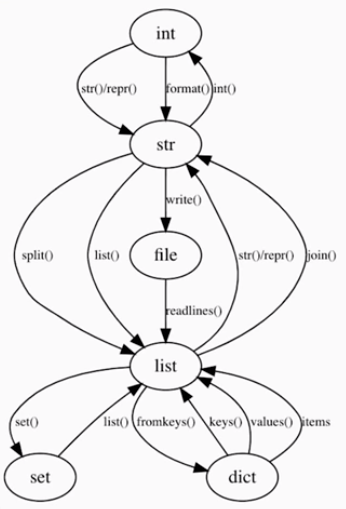 int
str()/repr() format() int()
str
write()
file
split() list() str()/repr() join()
readlines()
list
set() list() fromkeys() keys() values() items
set dict